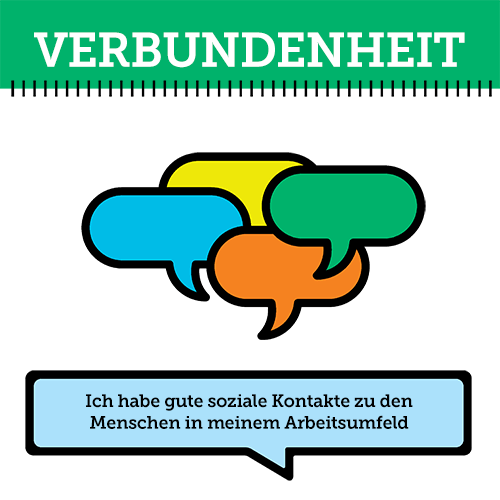 VERBUNDENHEIT
Ich habe gute soziale Kontakte zu den
Menschen in meinem Arbeitsumfeld